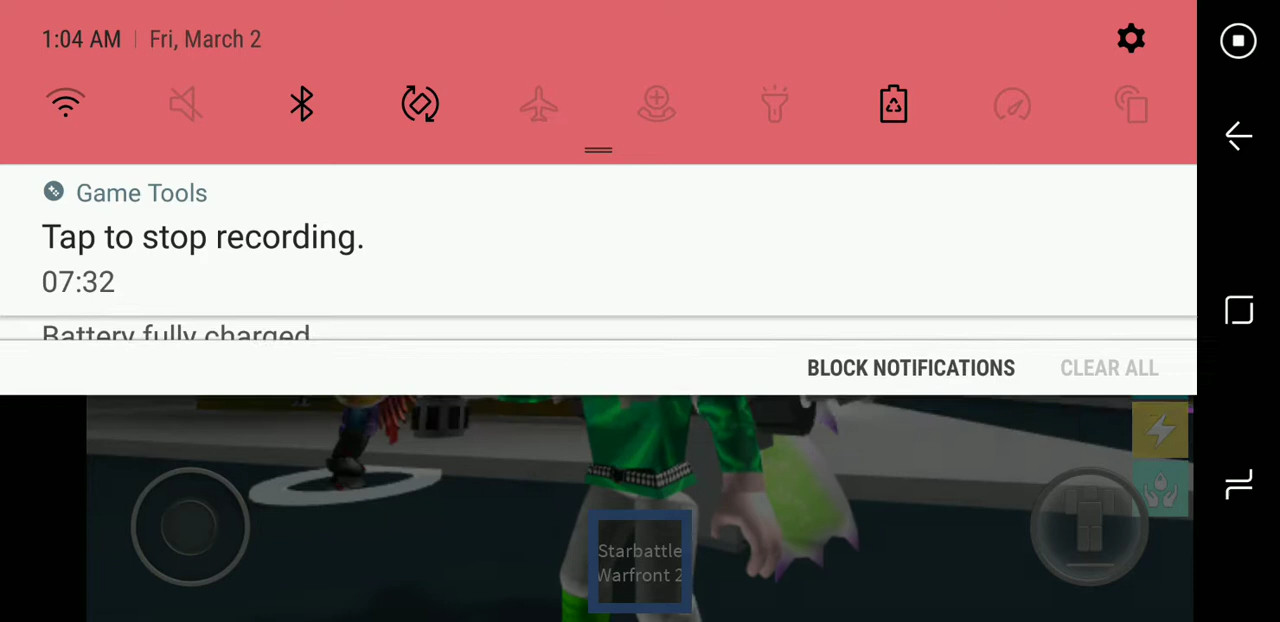 1:04 AM | Fri, March 2
Game Tools
Tap to stop recording.
07:32
Battery fully charged
BLOCK NOTIFICATIONS CLEAR ALL
Starbattle
Warfront 2